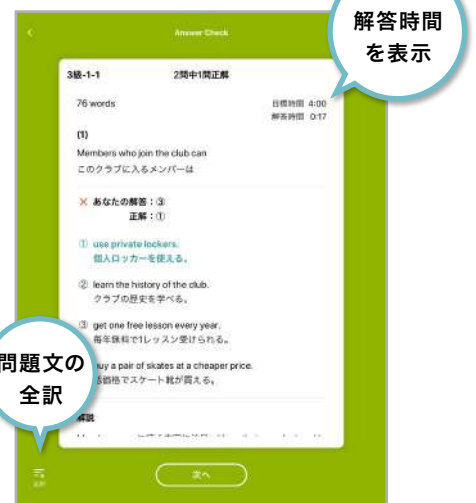 解答時間
を表示
Answer Check
3級-1-1 2問中1問正解
76 words
目標時間 4:00
解答時間 0:17
(1)
Members who join the club can
このクラブに入るメンバーは
× あなたの解答：③
正解：①
① use private lockers.
個人ロッカーを使える。
② learn the history of the club.
クラブの歴史を学べる。
③ get one free lesson every year.
毎年無料で1レッスン受けられる。
buy a pair of skates at a cheaper price.
価格でスケート靴が買える。
問題文の
全訳
解説
次へ
全訳